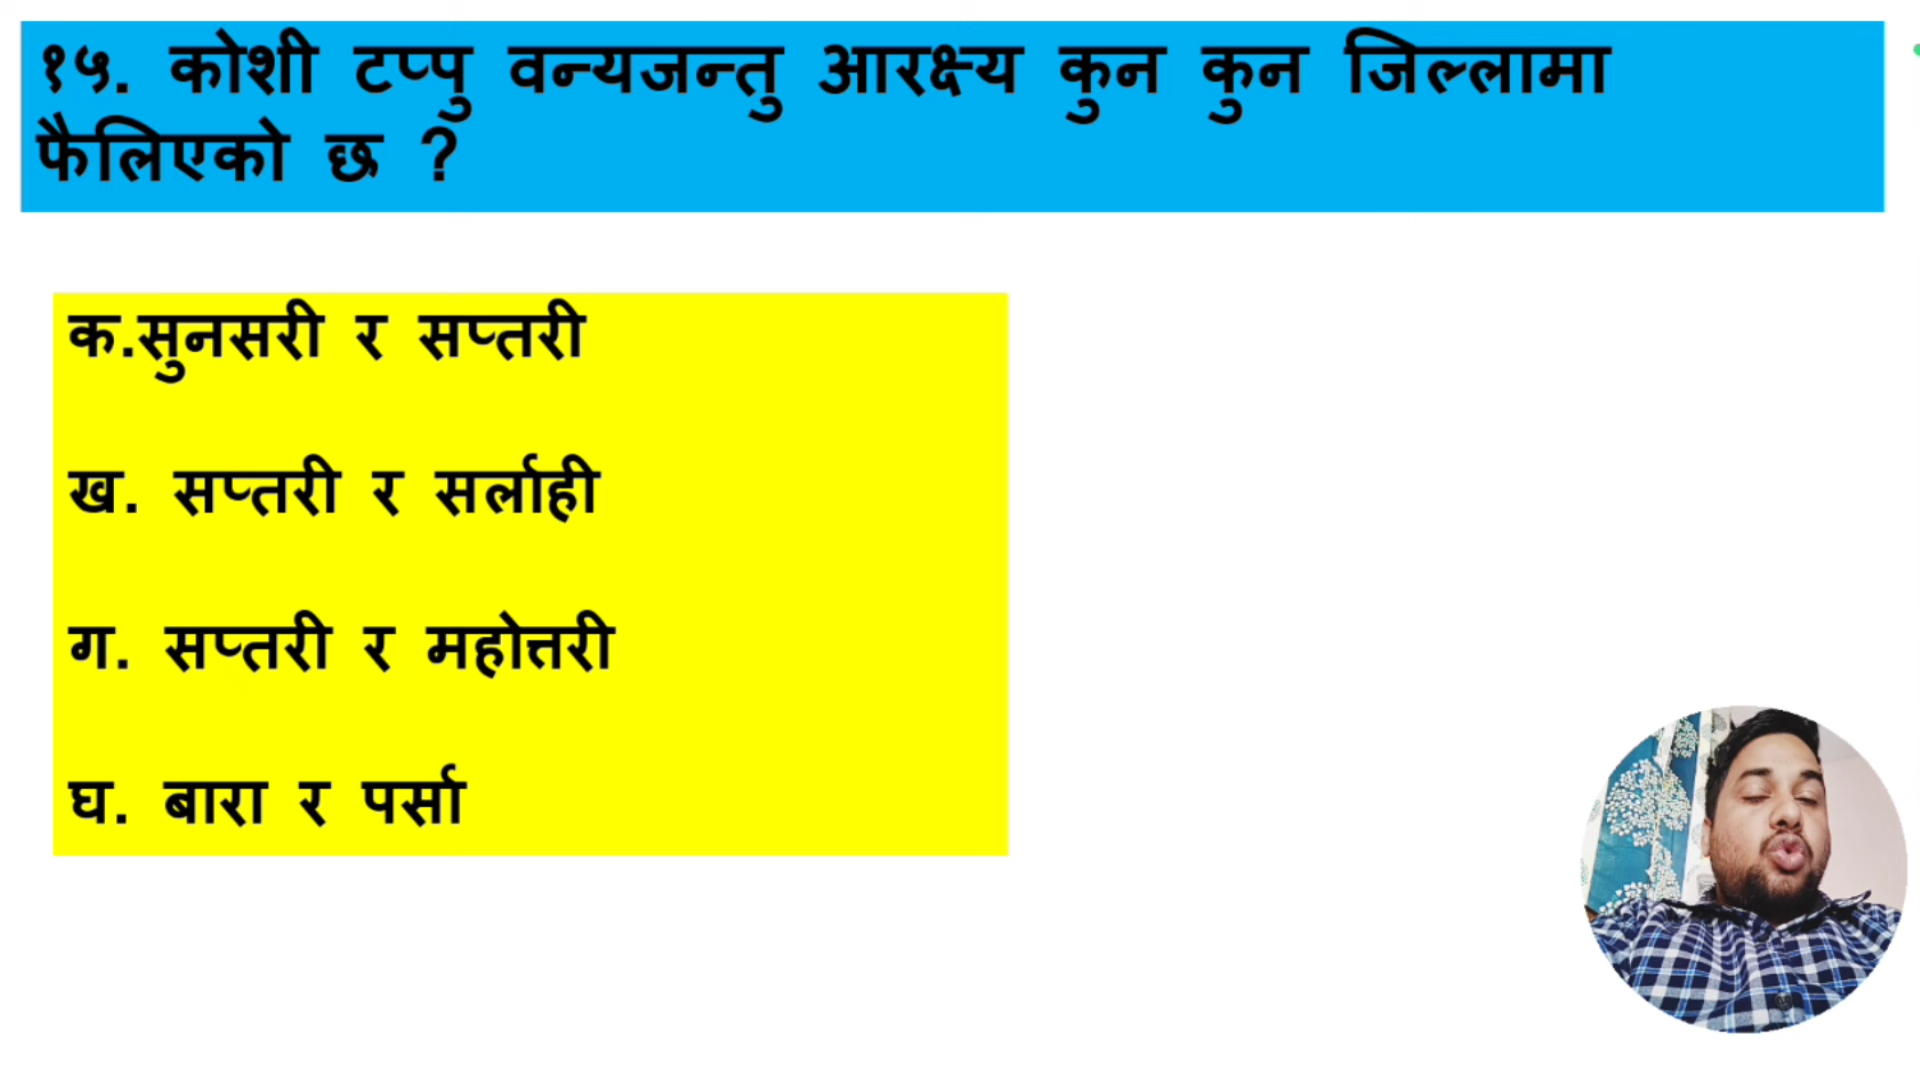 १५. कोशी टप्पु वन्यजन्तु आरक्ष्य कुन कुन जिल्लामा
फैलिएको छ ?
क.सुनसरी र सप्तरी
ख. सप्तरी र सर्लाही
ग. सप्तरी र महोत्तरी
घ. बारा र पर्सा